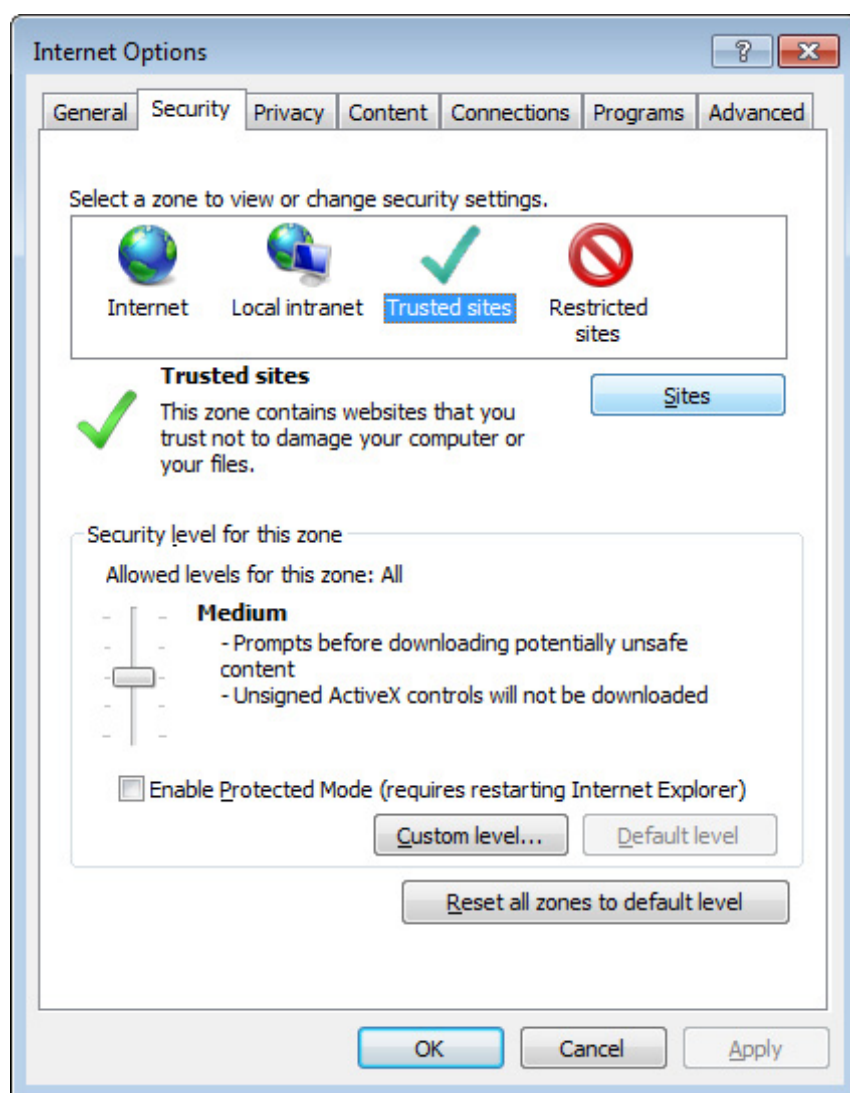 Internet Options
General Security Privacy Content Connections Programs Advanced
Select a zone to view or change security settings.
Internet Local intranet Trusted sites Restricted
sites
Trusted sites
Sites
This zone contains websites that you
trust not to damage your computer or
your files.
Security level for this zone
Allowed levels for this zone: All
Medium
- Prompts before downloading potentially unsafe
content
- Unsigned ActiveX controls will not be downloaded
Enable Protected Mode (requires restarting Internet Explorer)
Custom level... Default level
Reset all zones to default level
OK Cancel Apply